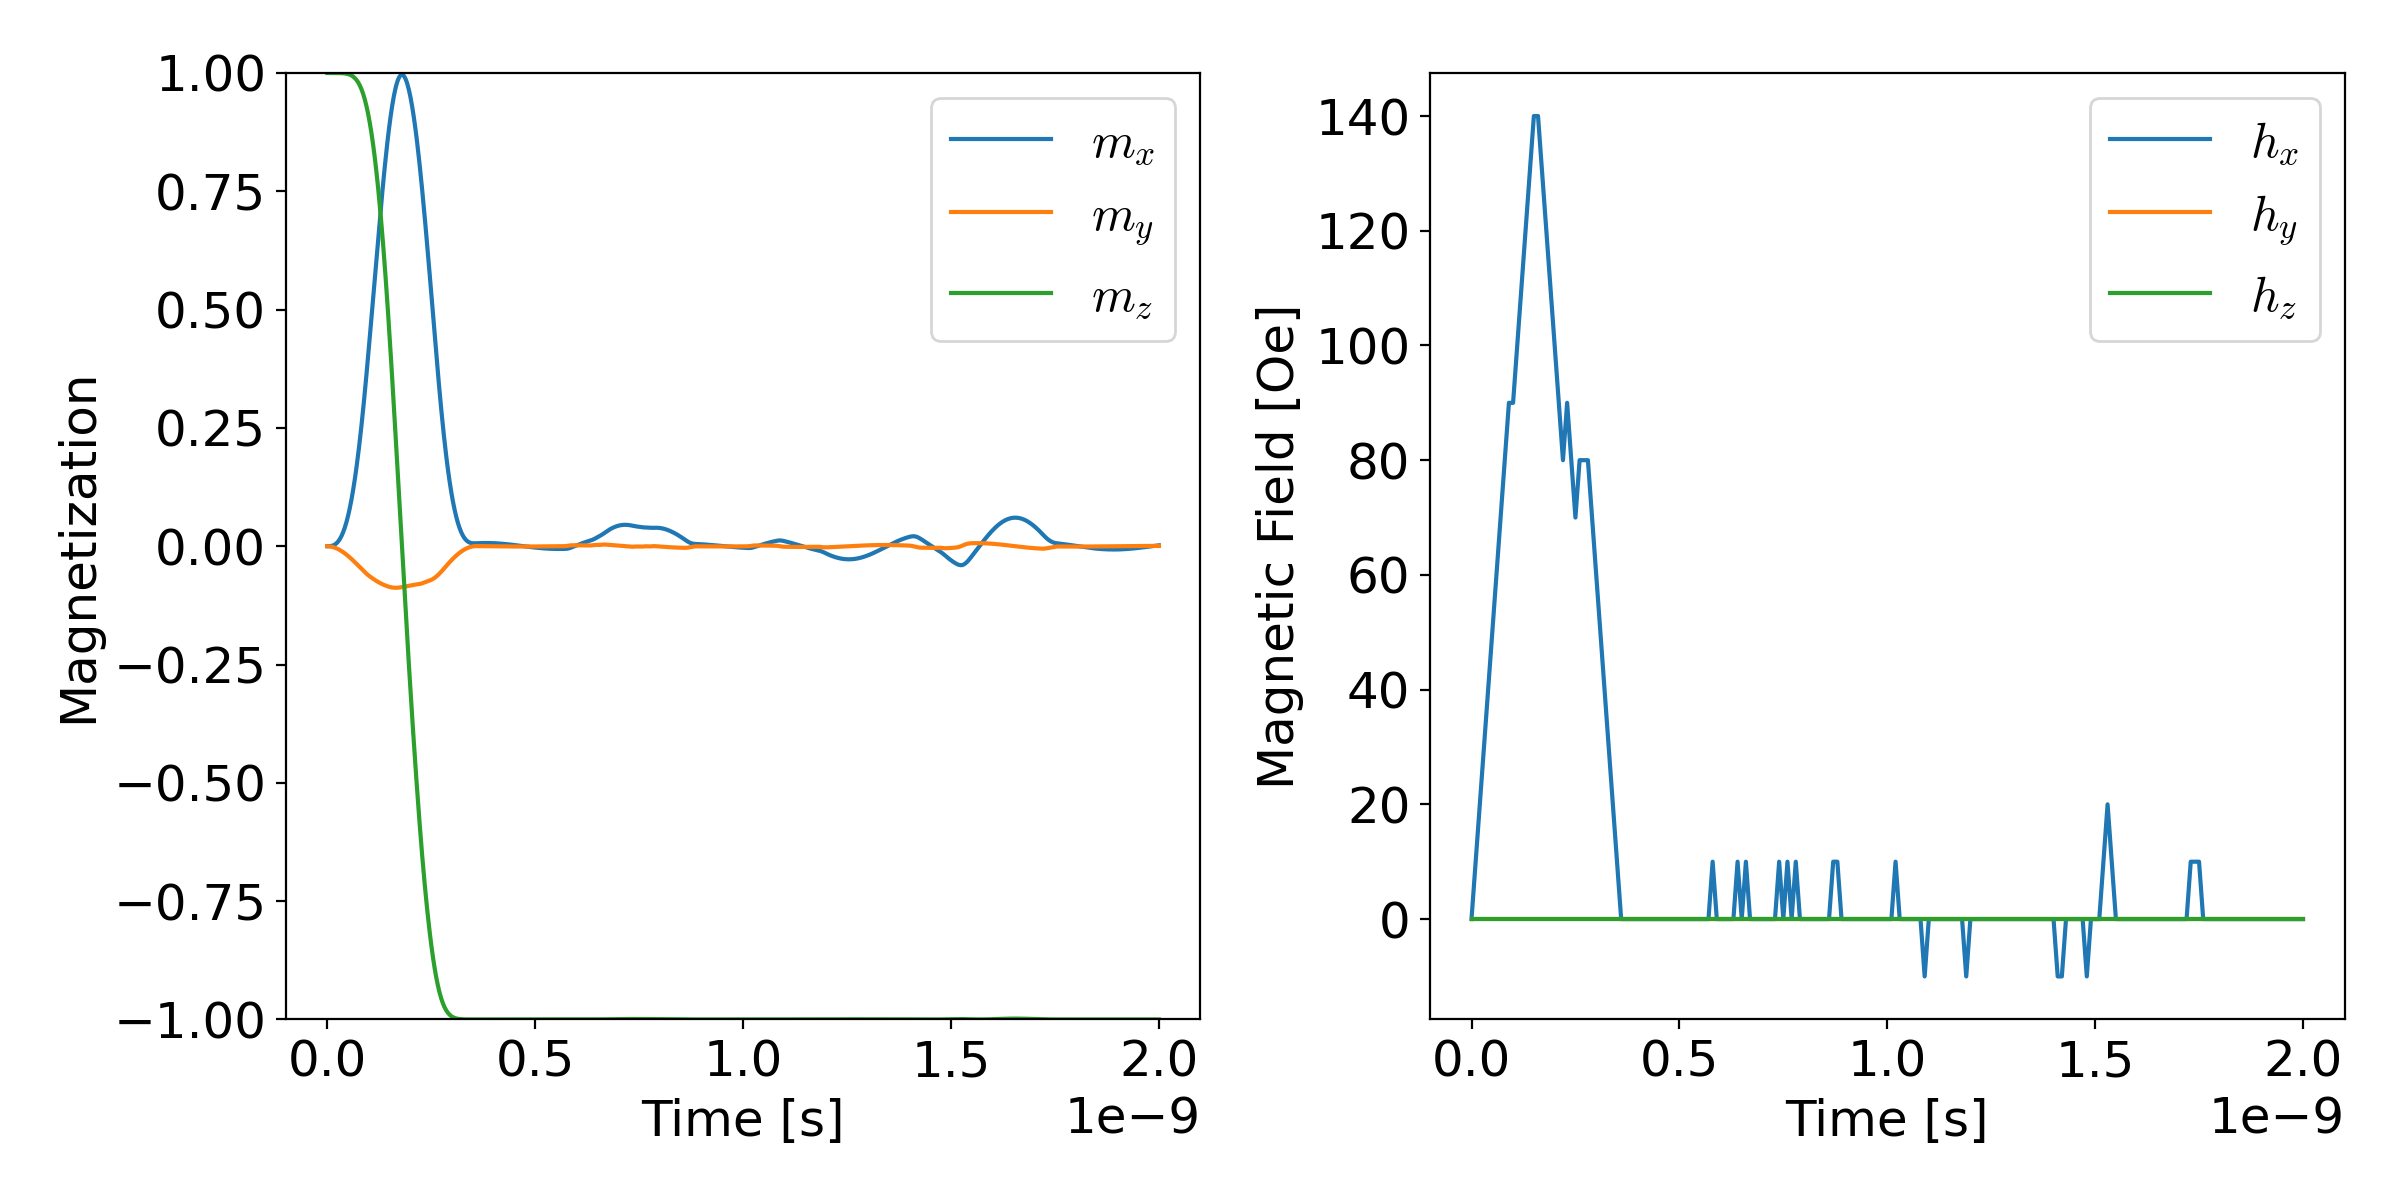 Magnetization
1.00
0.75
0.50
0.25
0.00
−0.25
−0.50
−0.75
−1.00
0.0 0.5 1.0 1.5 2.0
Time [s]
1e−9
m_x
m_y
m_z
Magnetic Field [Oe]
140
120
100
80
60
40
20
0
0.0 0.5 1.0 1.5 2.0
Time [s]
1e−9
h_x
h_y
h_z